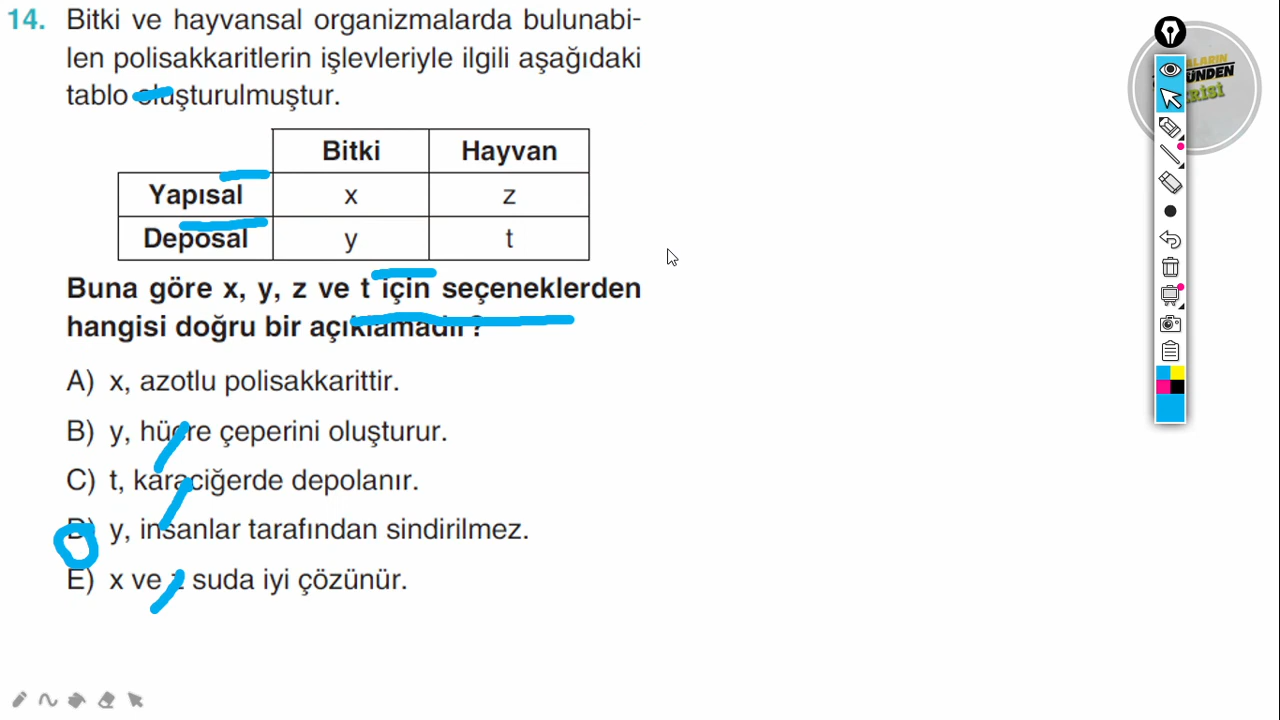 14. Bitki ve hayvansal organizmalarda bulunabi-
len polisakkaritlerin işlevleriyle ilgili aşağıdaki
tablo oluşturulmuştur.
Bitki Hayvan
Yapısal x z
Deposal y t
Buna göre x, y, z ve t için seçeneklerden
hangisi doğru bir açıklamadır?
A) x, azotlu polisakkarittir.
B) y, hücre çeperini oluşturur.
C) t, karaciğerde depolanır.
D) y, insanlar tarafından sindirilmez.
E) x ve z suda iyi çözünür.